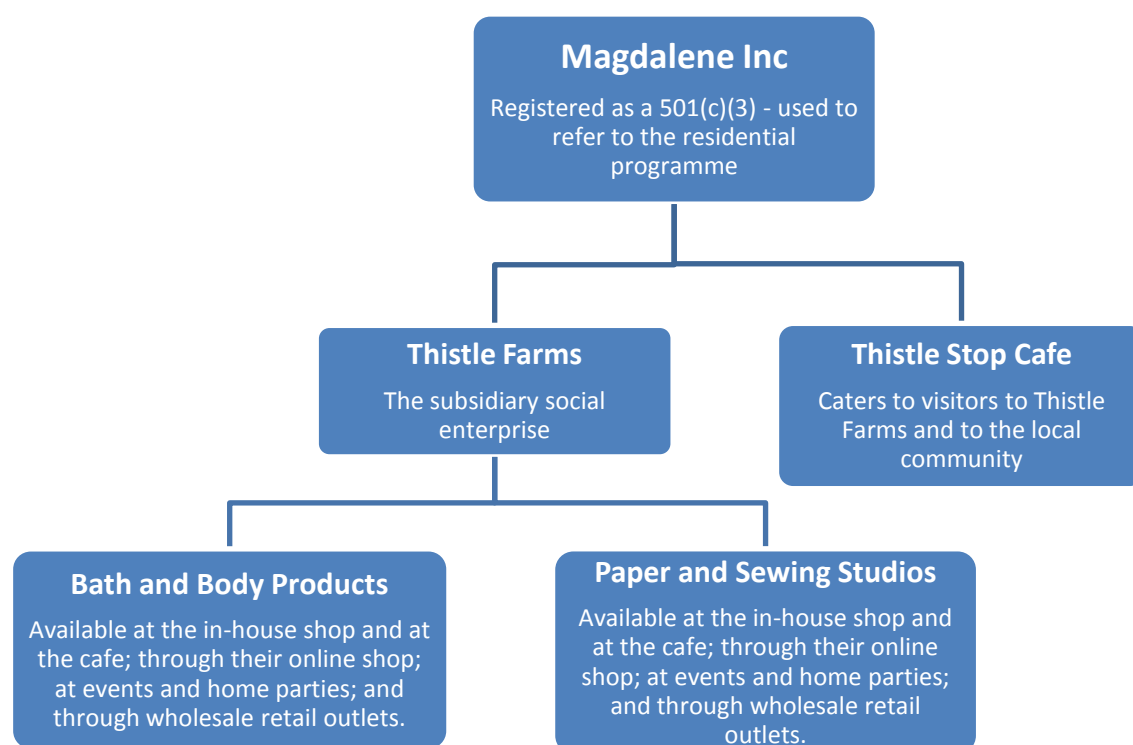 Magdalene Inc
Registered as a 501(c)(3) - used to
refer to the residential
programme
Thistle Farms
The subsidiary social
enterprise
Thistle Stop Cafe
Caters to visitors to Thistle
Farms and to the local
community
Bath and Body Products
Available at the in-house shop and at
the cafe; through their online shop;
at events and home parties; and
through wholesale retail outlets.
Paper and Sewing Studios
Available at the in-house shop and
at the cafe; through their online
shop; at events and home parties;
and through wholesale retail
outlets.